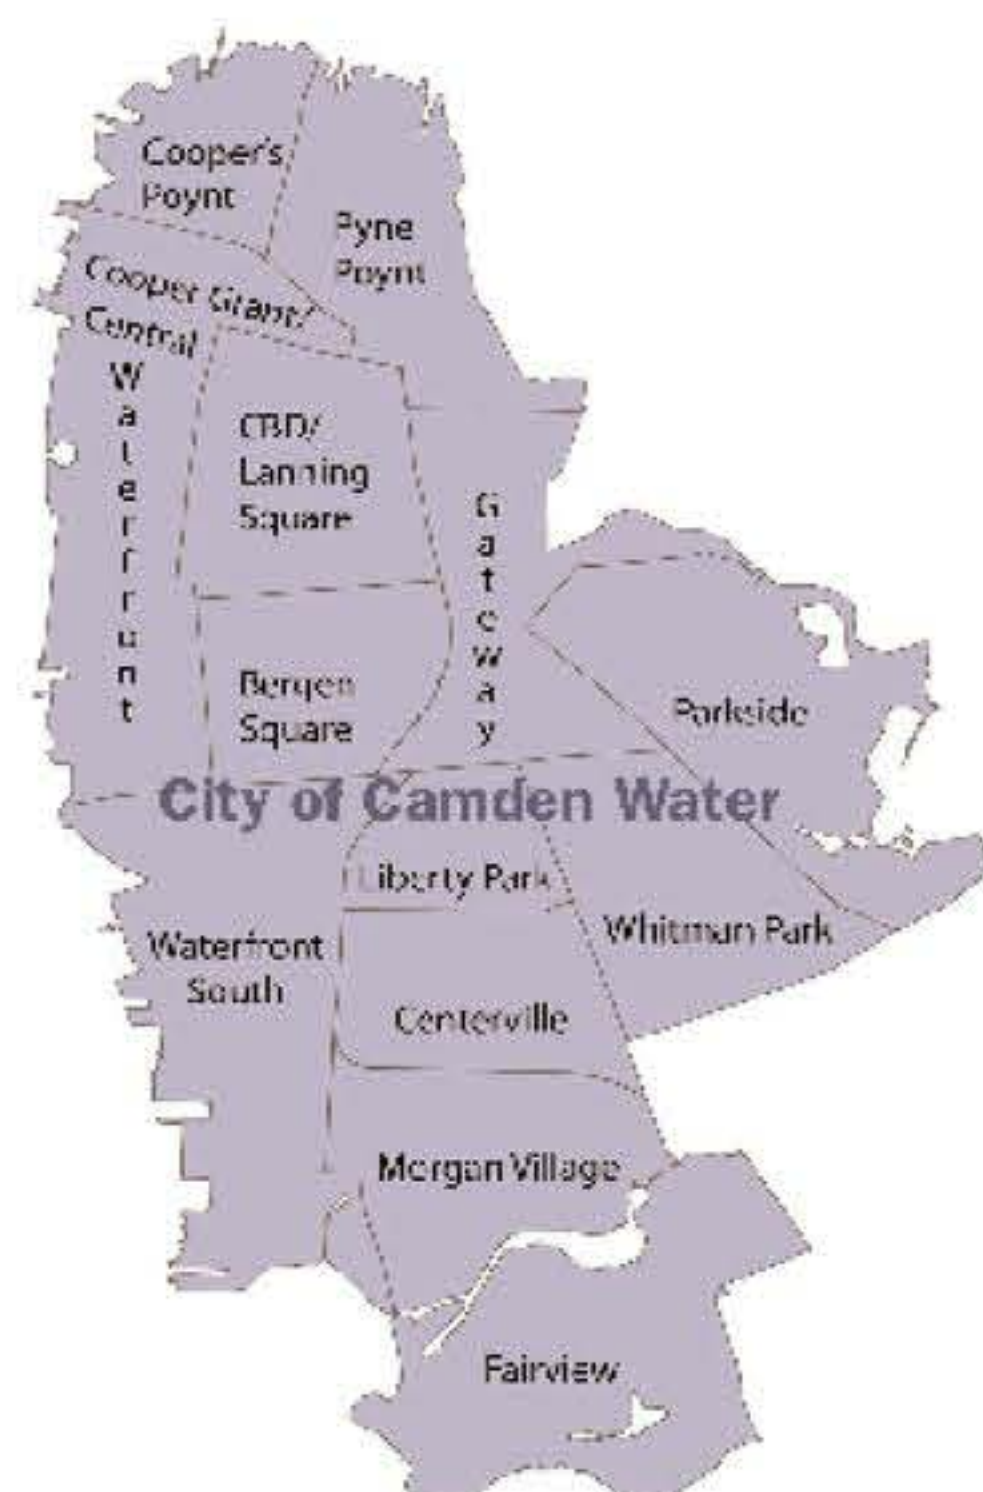 Cooper's
Poynt
Pyne
Poynt
Cooper Grant/
Central
Waterfront
CBD/
Lanning
Square
Gateway
Bergen
Square
Parkside
City of Camden Water
Liberty Park
Whitman Park
Waterfront
South
Centerville
Morgan Village
Fairview